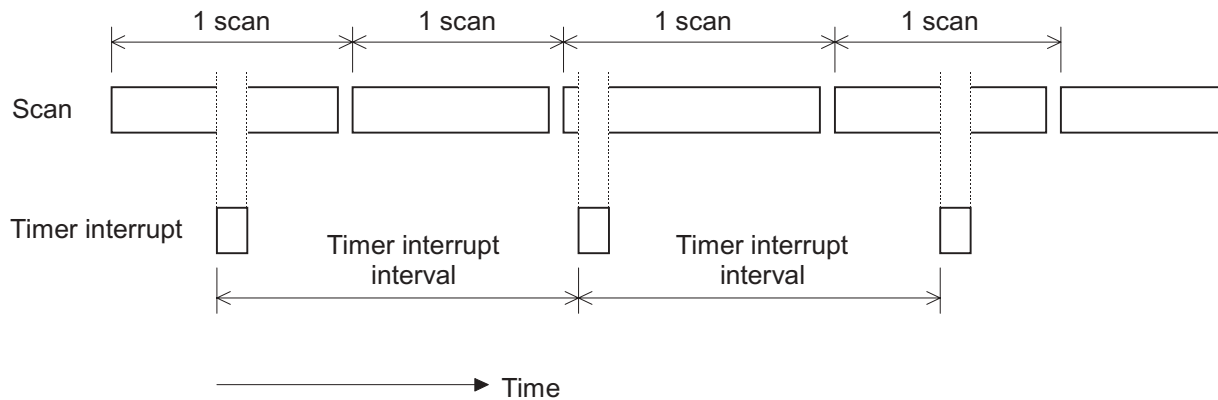 1 scan
1 scan
1 scan
1 scan
Scan
Timer interrupt
Timer interrupt
interval
Timer interrupt
interval
Time